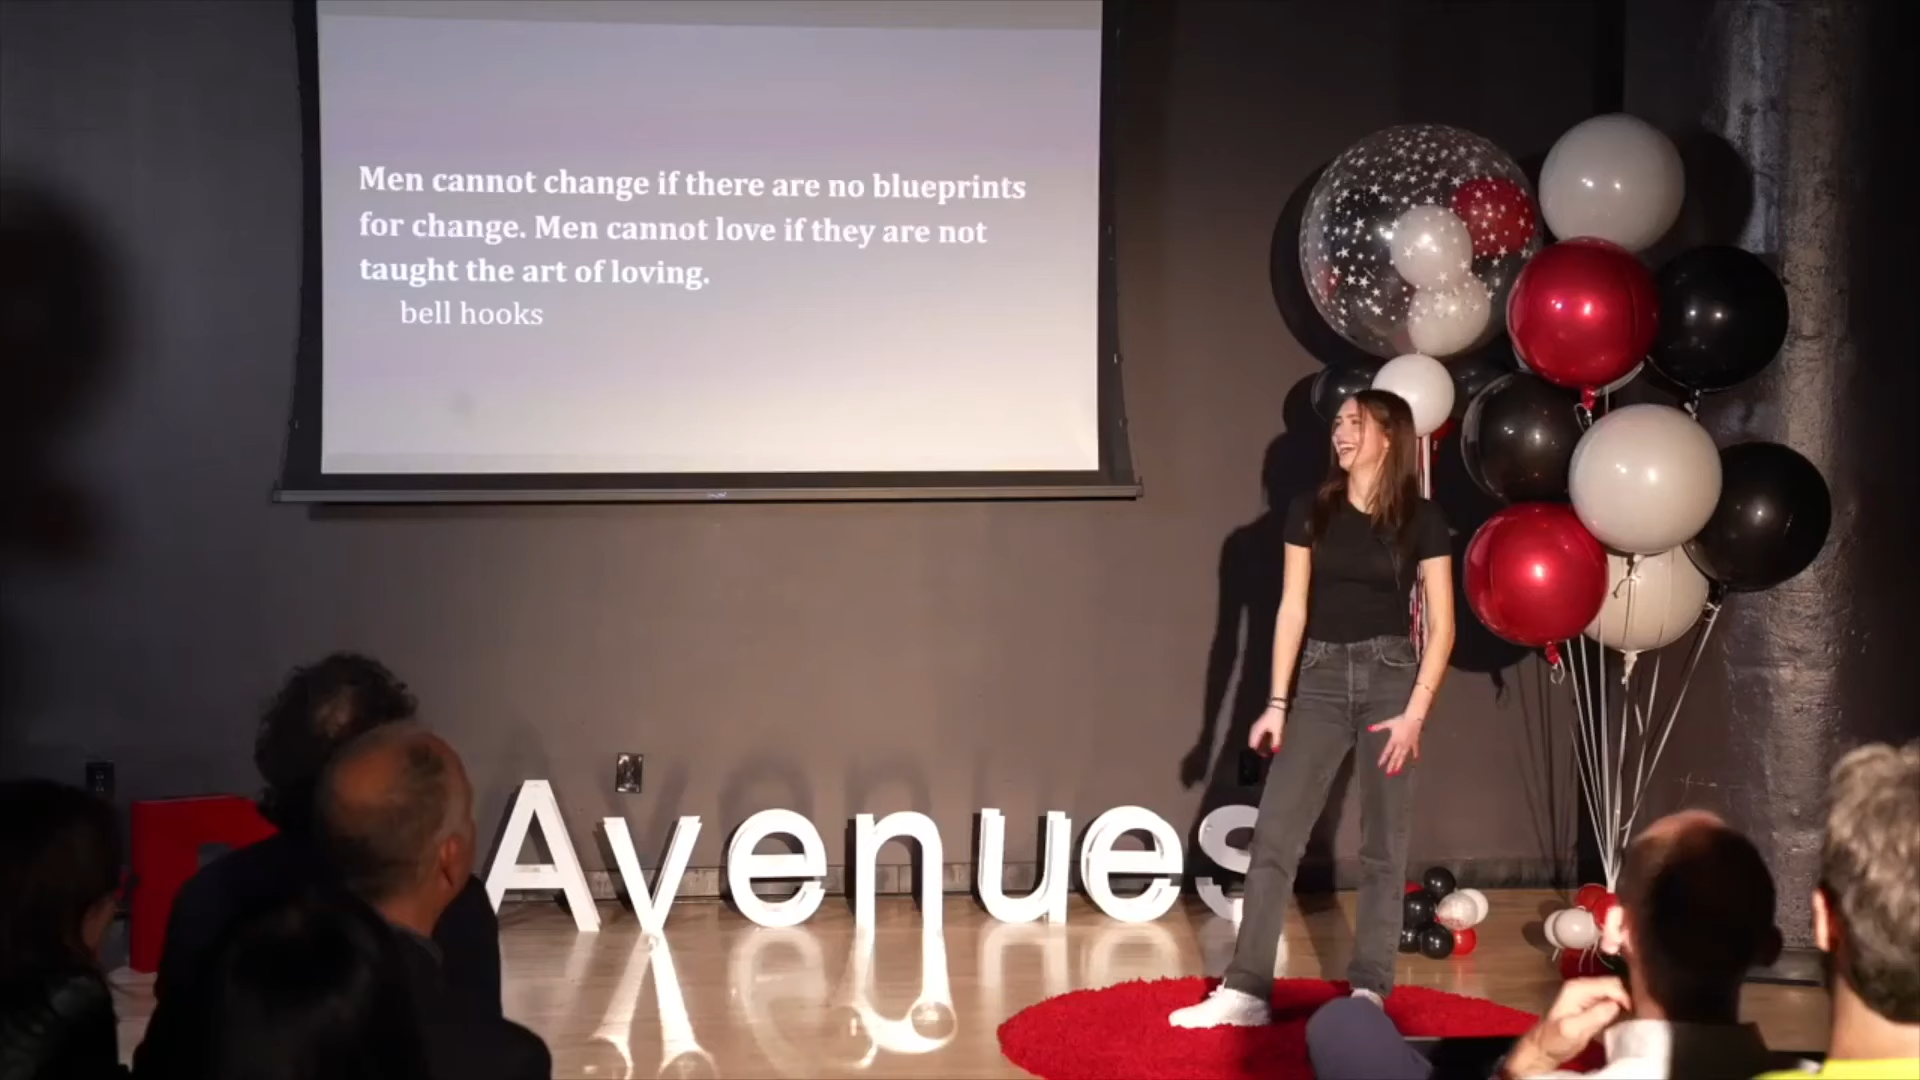 Men cannot change if there are no blueprints
for change. Men cannot love if they are not
taught the art of loving.
bell hooks
Avenues